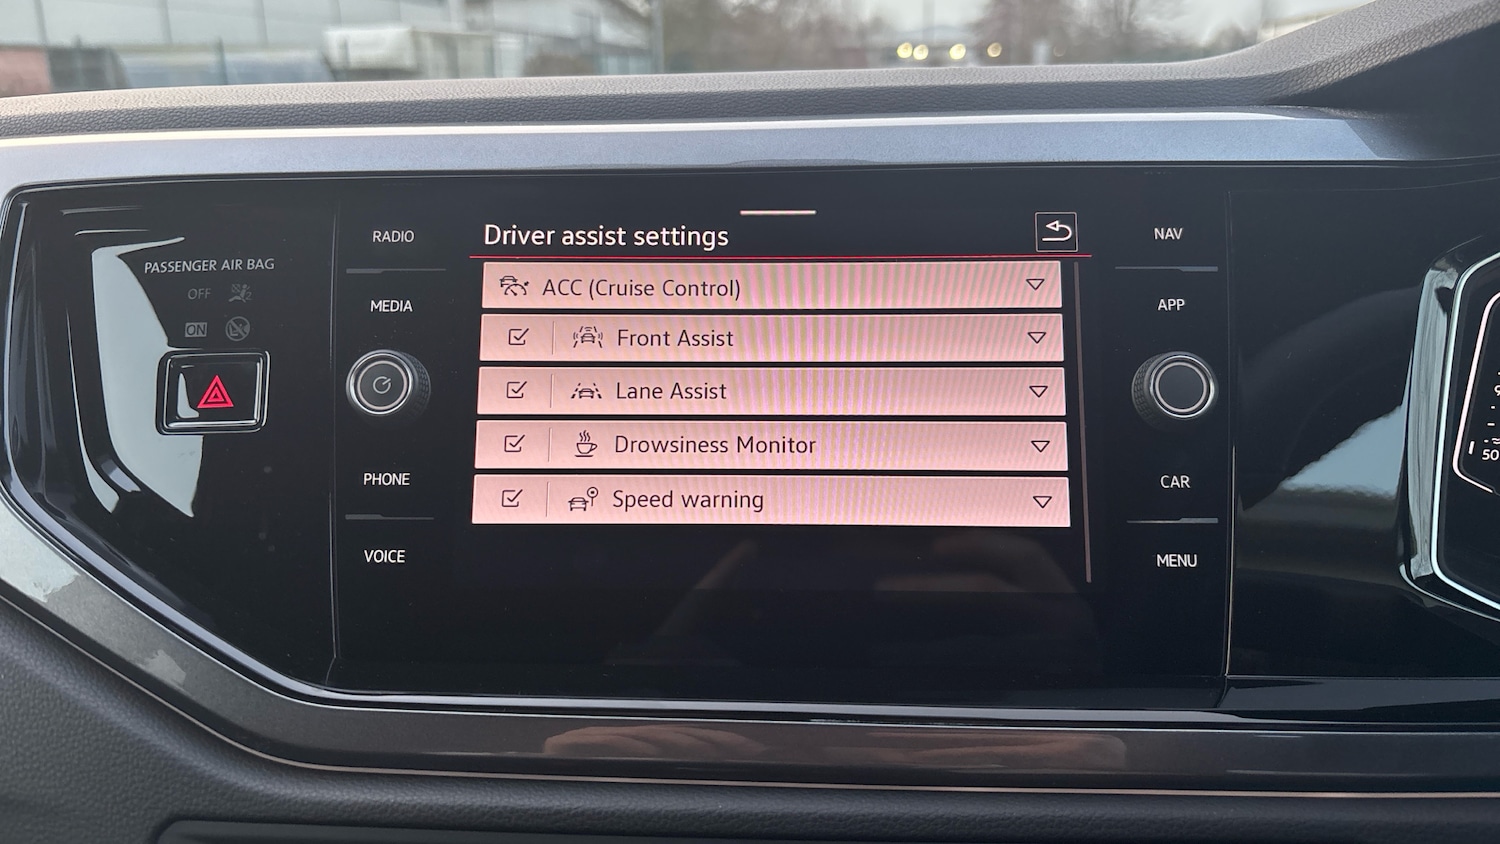 PASSENGER AIR BAG
OFF
ON
RADIO
MEDIA
PHONE
VOICE
Driver assist settings
ACC (Cruise Control)
Front Assist
Lane Assist
Drowsiness Monitor
Speed warning
NAV
APP
CAR
MENU
50